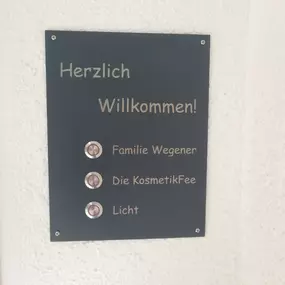 Herzlich
Willkommen!
Familie Wegener
Die KosmetikFee
Licht